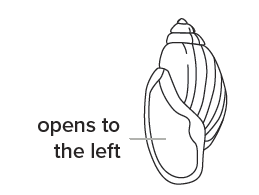 opens to
the left